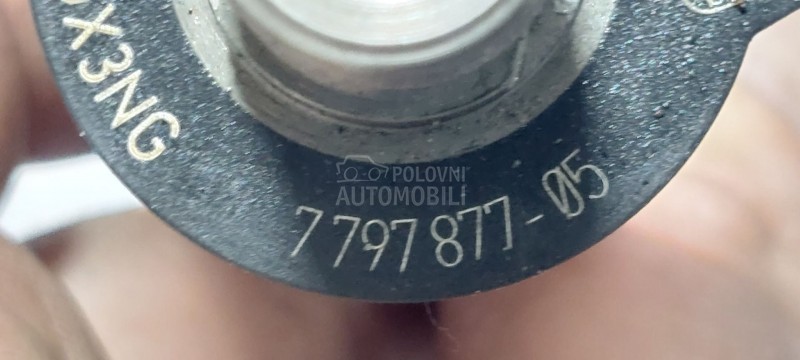 X3NG
POLOVNI
AUTOMOBILI
7 797 877-05